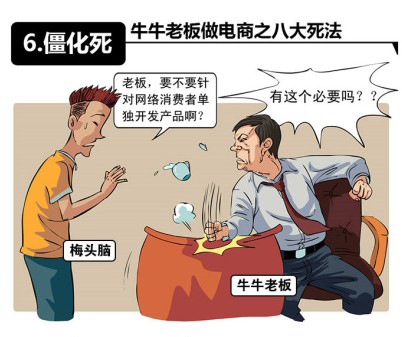 牛牛老板做电商之八大死法
6.僵化死
老板，要不要针
对网络消费者单
独开发产品啊？
有这个必要吗？？
梅头脑
牛牛老板